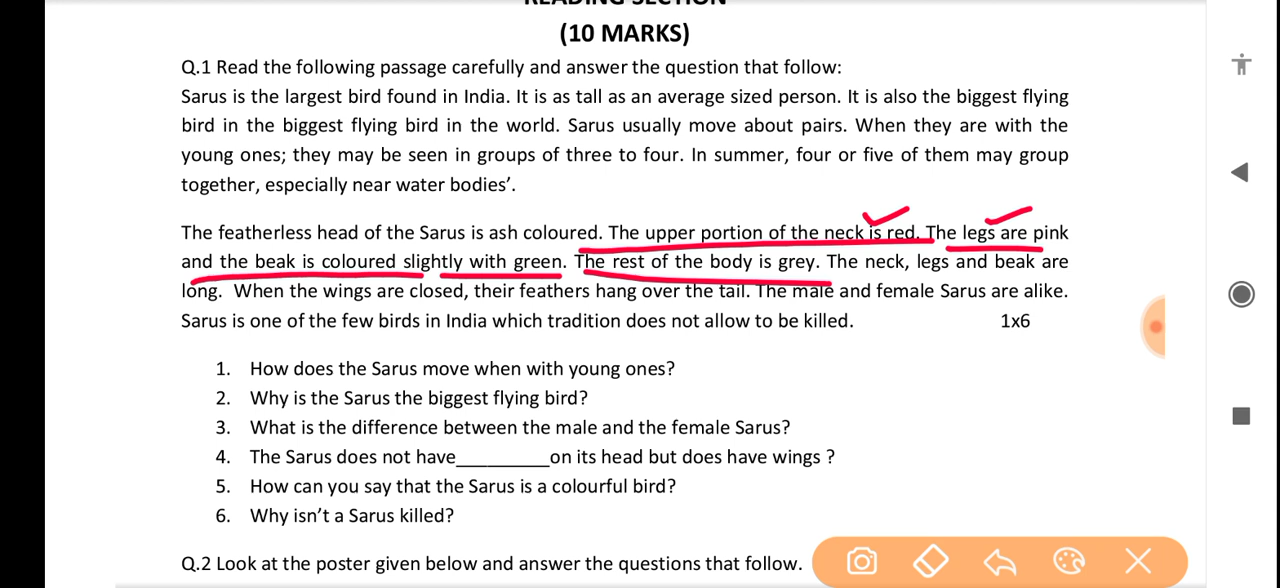 READING SECTION
(10 MARKS)
Q.1 Read the following passage carefully and answer the question that follow:
Sarus is the largest bird found in India. It is as tall as an average sized person. It is also the biggest flying
bird in the biggest flying bird in the world. Sarus usually move about pairs. When they are with the
young ones; they may be seen in groups of three to four. In summer, four or five of them may group
together, especially near water bodies’.
The featherless head of the Sarus is ash coloured. The upper portion of the neck is red. The legs are pink
and the beak is coloured slightly with green. The rest of the body is grey. The neck, legs and beak are
long. When the wings are closed, their feathers hang over the tail. The male and female Sarus are alike.
Sarus is one of the few birds in India which tradition does not allow to be killed. 1x6
1. How does the Sarus move when with young ones?
2. Why is the Sarus the biggest flying bird?
3. What is the difference between the male and the female Sarus?
4. The Sarus does not have_________on its head but does have wings ?
5. How can you say that the Sarus is a colourful bird?
6. Why isn’t a Sarus killed?
Q.2 Look at the poster given below and answer the questions that follow.